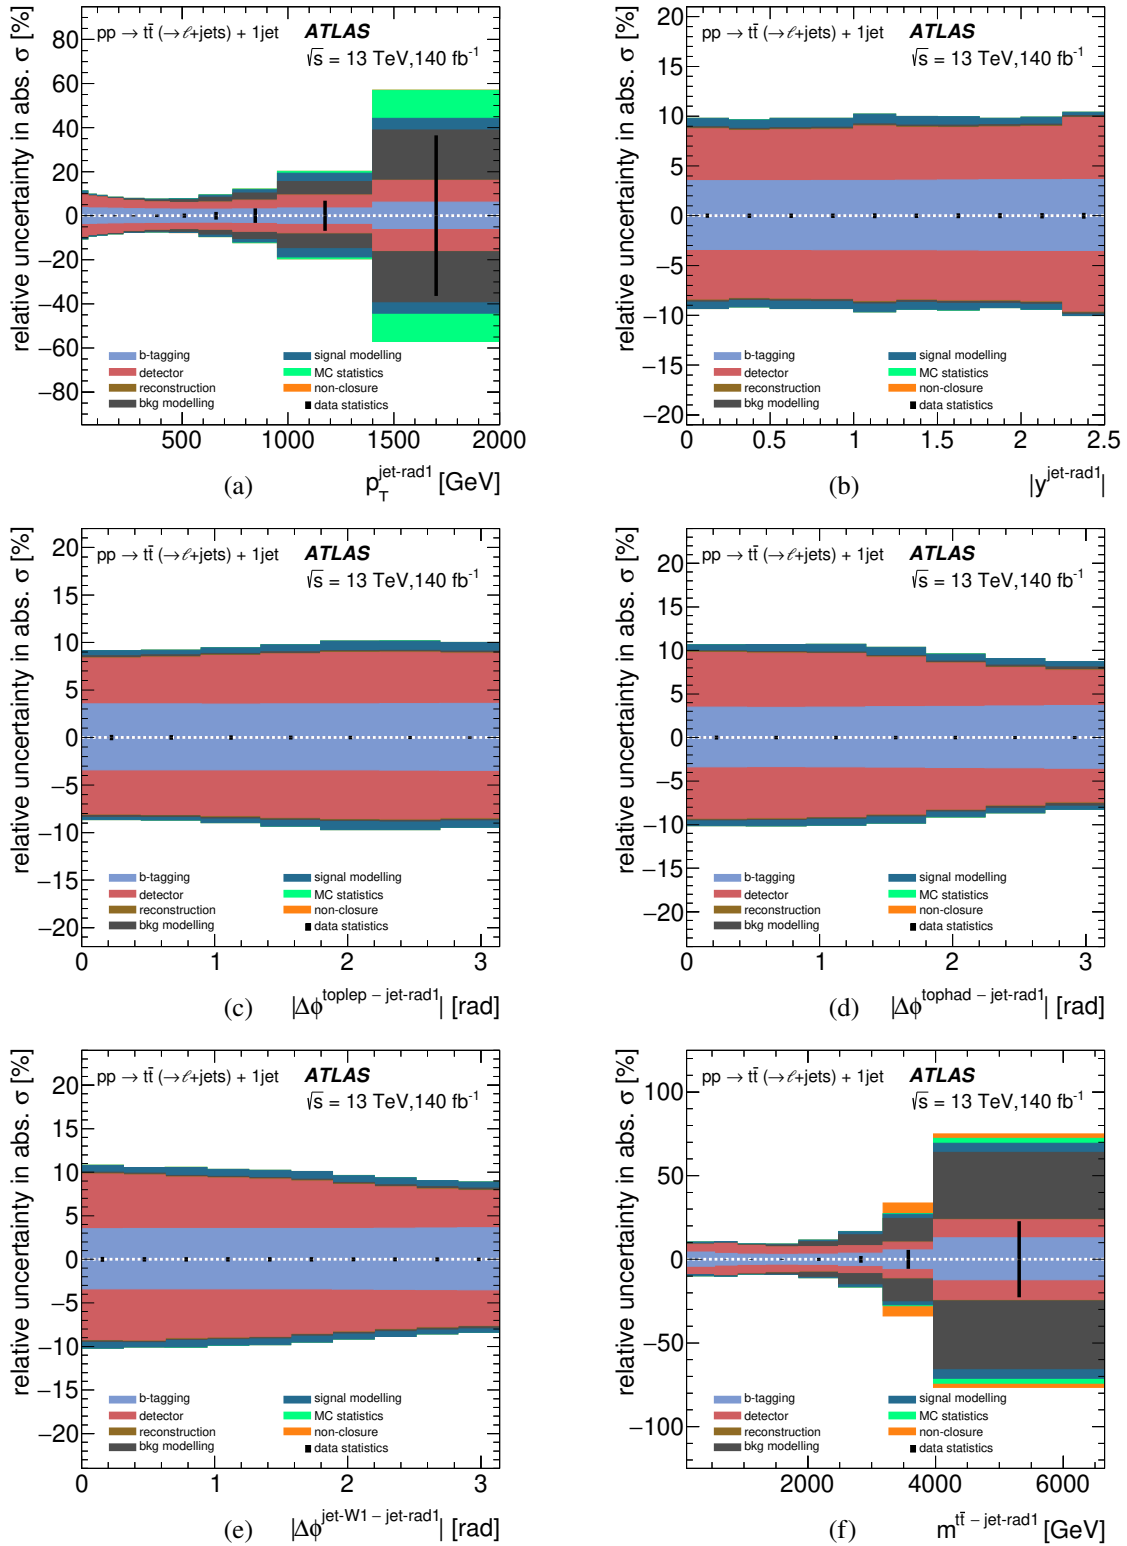 relative uncertainty in abs. σ [%]
pp → tt̄ (→ℓ+jets) + 1jet ATLAS
√s = 13 TeV,140 fb⁻¹
80
60
40
20
0
−20
−40
−60
−80
b-tagging signal modelling
detector MC statistics
reconstruction non-closure
bkg modelling data statistics
500 1000 1500 2000
(a) p_T^jet-rad1 [GeV]
relative uncertainty in abs. σ [%]
pp → tt̄ (→ℓ+jets) + 1jet ATLAS
√s = 13 TeV,140 fb⁻¹
20
15
10
5
0
−5
−10
−15
−20
b-tagging signal modelling
detector MC statistics
reconstruction non-closure
bkg modelling data statistics
0 0.5 1 1.5 2 2.5
(b) |y^jet-rad1|
relative uncertainty in abs. σ [%]
pp → tt̄ (→ℓ+jets) + 1jet ATLAS
√s = 13 TeV,140 fb⁻¹
20
15
10
5
0
−5
−10
−15
−20
b-tagging signal modelling
detector MC statistics
reconstruction non-closure
bkg modelling data statistics
0 1 2 3
(c) |Δϕ^toplep − jet-rad1| [rad]
relative uncertainty in abs. σ [%]
pp → tt̄ (→ℓ+jets) + 1jet ATLAS
√s = 13 TeV,140 fb⁻¹
20
15
10
5
0
−5
−10
−15
−20
b-tagging signal modelling
detector MC statistics
reconstruction non-closure
bkg modelling data statistics
0 1 2 3
(d) |Δϕ^tophad − jet-rad1| [rad]
relative uncertainty in abs. σ [%]
pp → tt̄ (→ℓ+jets) + 1jet ATLAS
√s = 13 TeV,140 fb⁻¹
20
15
10
5
0
−5
−10
−15
−20
b-tagging signal modelling
detector MC statistics
reconstruction non-closure
bkg modelling data statistics
0 1 2 3
(e) |Δϕ^jet-W1 − jet-rad1| [rad]
relative uncertainty in abs. σ [%]
pp → tt̄ (→ℓ+jets) + 1jet ATLAS
√s = 13 TeV,140 fb⁻¹
100
50
0
−50
−100
b-tagging signal modelling
detector MC statistics
reconstruction non-closure
bkg modelling data statistics
2000 4000 6000
(f) m^tt̄ − jet-rad1 [GeV]